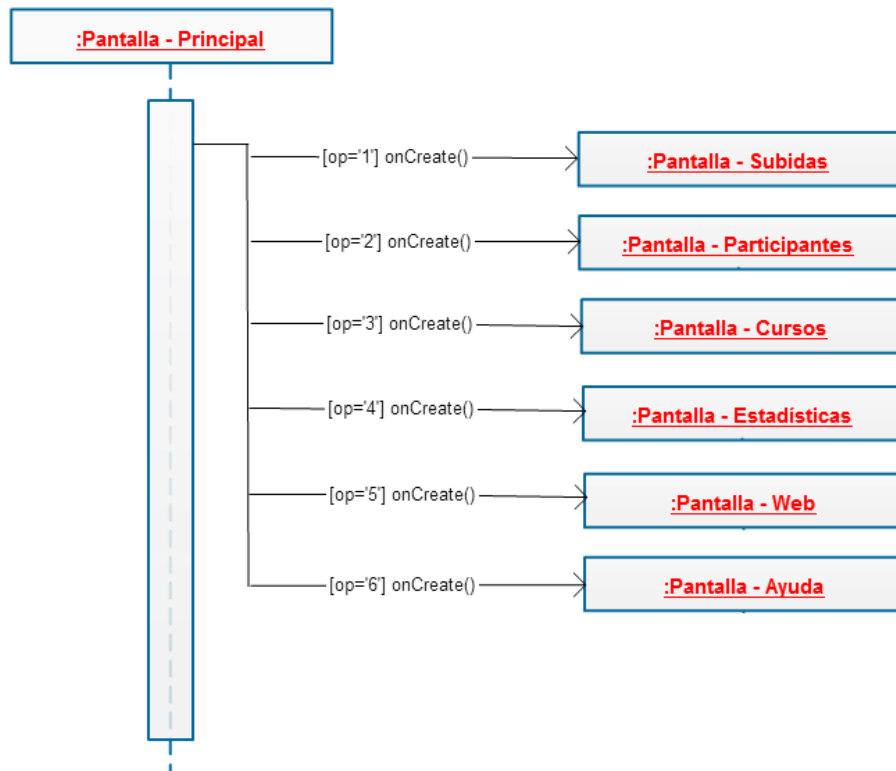 :Pantalla - Principal
[op='1'] onCreate()
:Pantalla - Subidas
[op='2'] onCreate()
:Pantalla - Participantes
[op='3'] onCreate()
:Pantalla - Cursos
[op='4'] onCreate()
:Pantalla - Estadísticas
[op='5'] onCreate()
:Pantalla - Web
[op='6'] onCreate()
:Pantalla - Ayuda